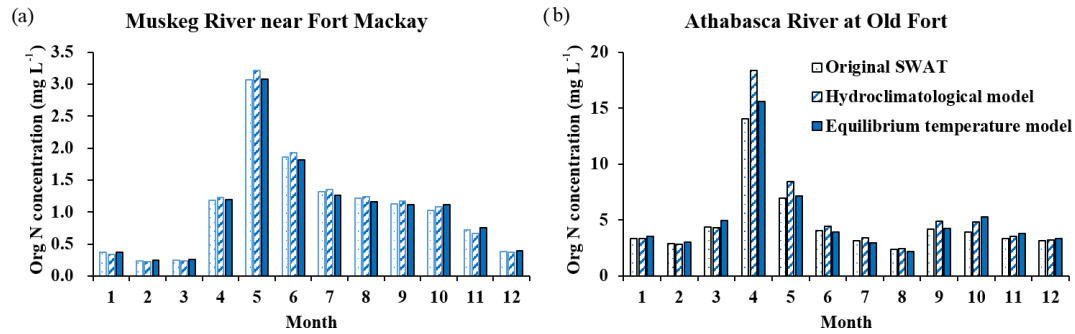 (a) Muskeg River near Fort Mackay
Org N concentration (mg L⁻¹)
3.5
3.0
2.5
2.0
1.5
1.0
0.5
0.0
1 2 3 4 5 6 7 8 9 10 11 12
Month
(b) Athabasca River at Old Fort
Org N concentration (mg L⁻¹)
20
15
10
5
0
Original SWAT
Hydroclimatological model
Equilibrium temperature model
1 2 3 4 5 6 7 8 9 10 11 12
Month